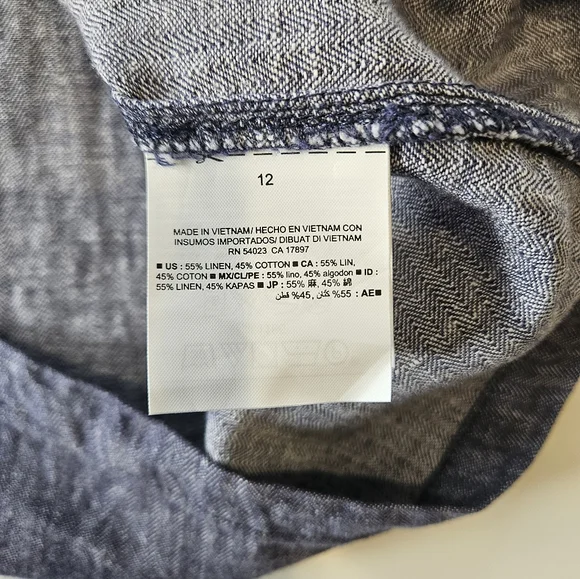 12
MADE IN VIETNAM/ HECHO EN VIETNAM CON
INSUMOS IMPORTADOS/ DIBUAT DI VIETNAM
RN 54023 CA 17897
■ US : 55% LINEN, 45% COTTON ■ CA : 55% LIN,
45% COTON ■ MX/CL/PE : 55% lino, 45% algodon ■ ID :
55% LINEN, 45% KAPAS ■ JP : 55% 麻, 45% 綿
■ AE : 55% كتان, 45% قطن